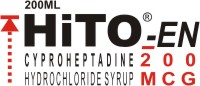 200ML
HiTO®-EN
CYPROHEPTADINE 200
HYDROCHLORIDE SYRUP MCG